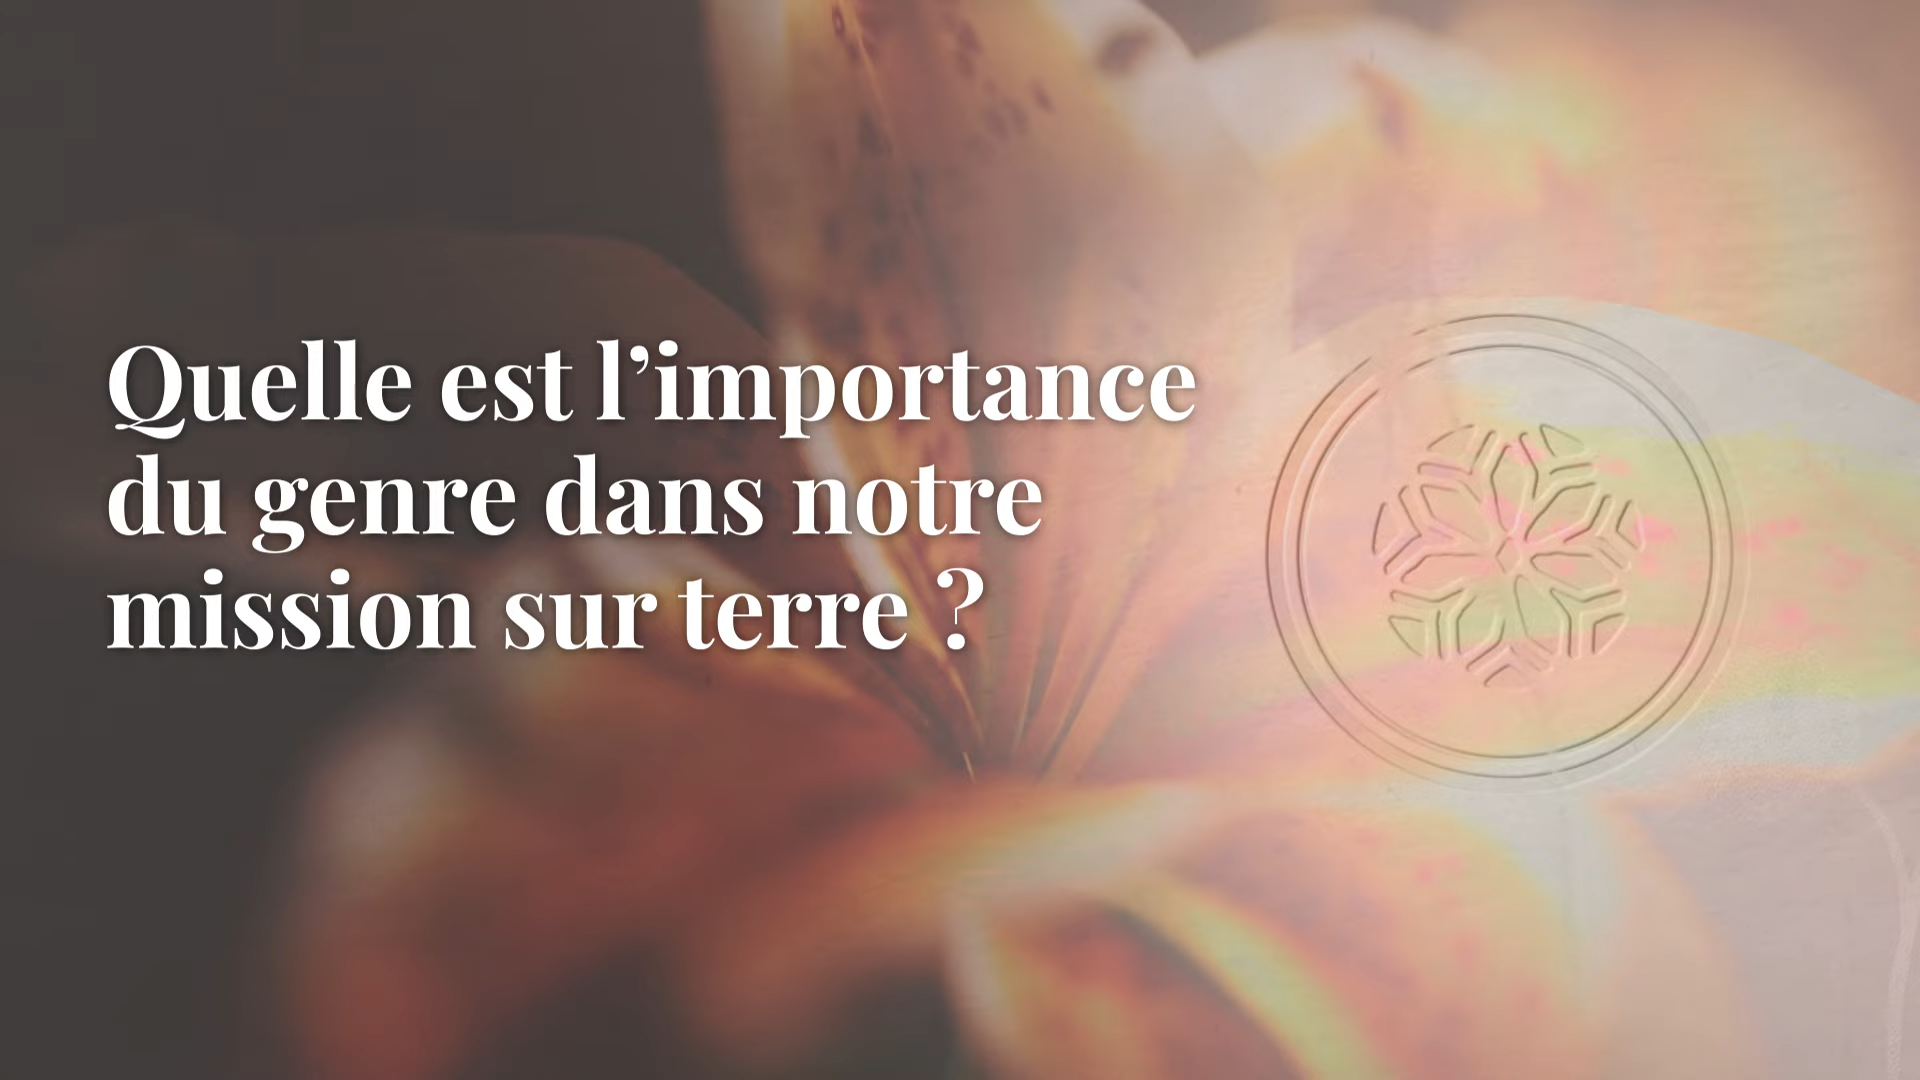 Quelle est l’importance
du genre dans notre
mission sur terre ?